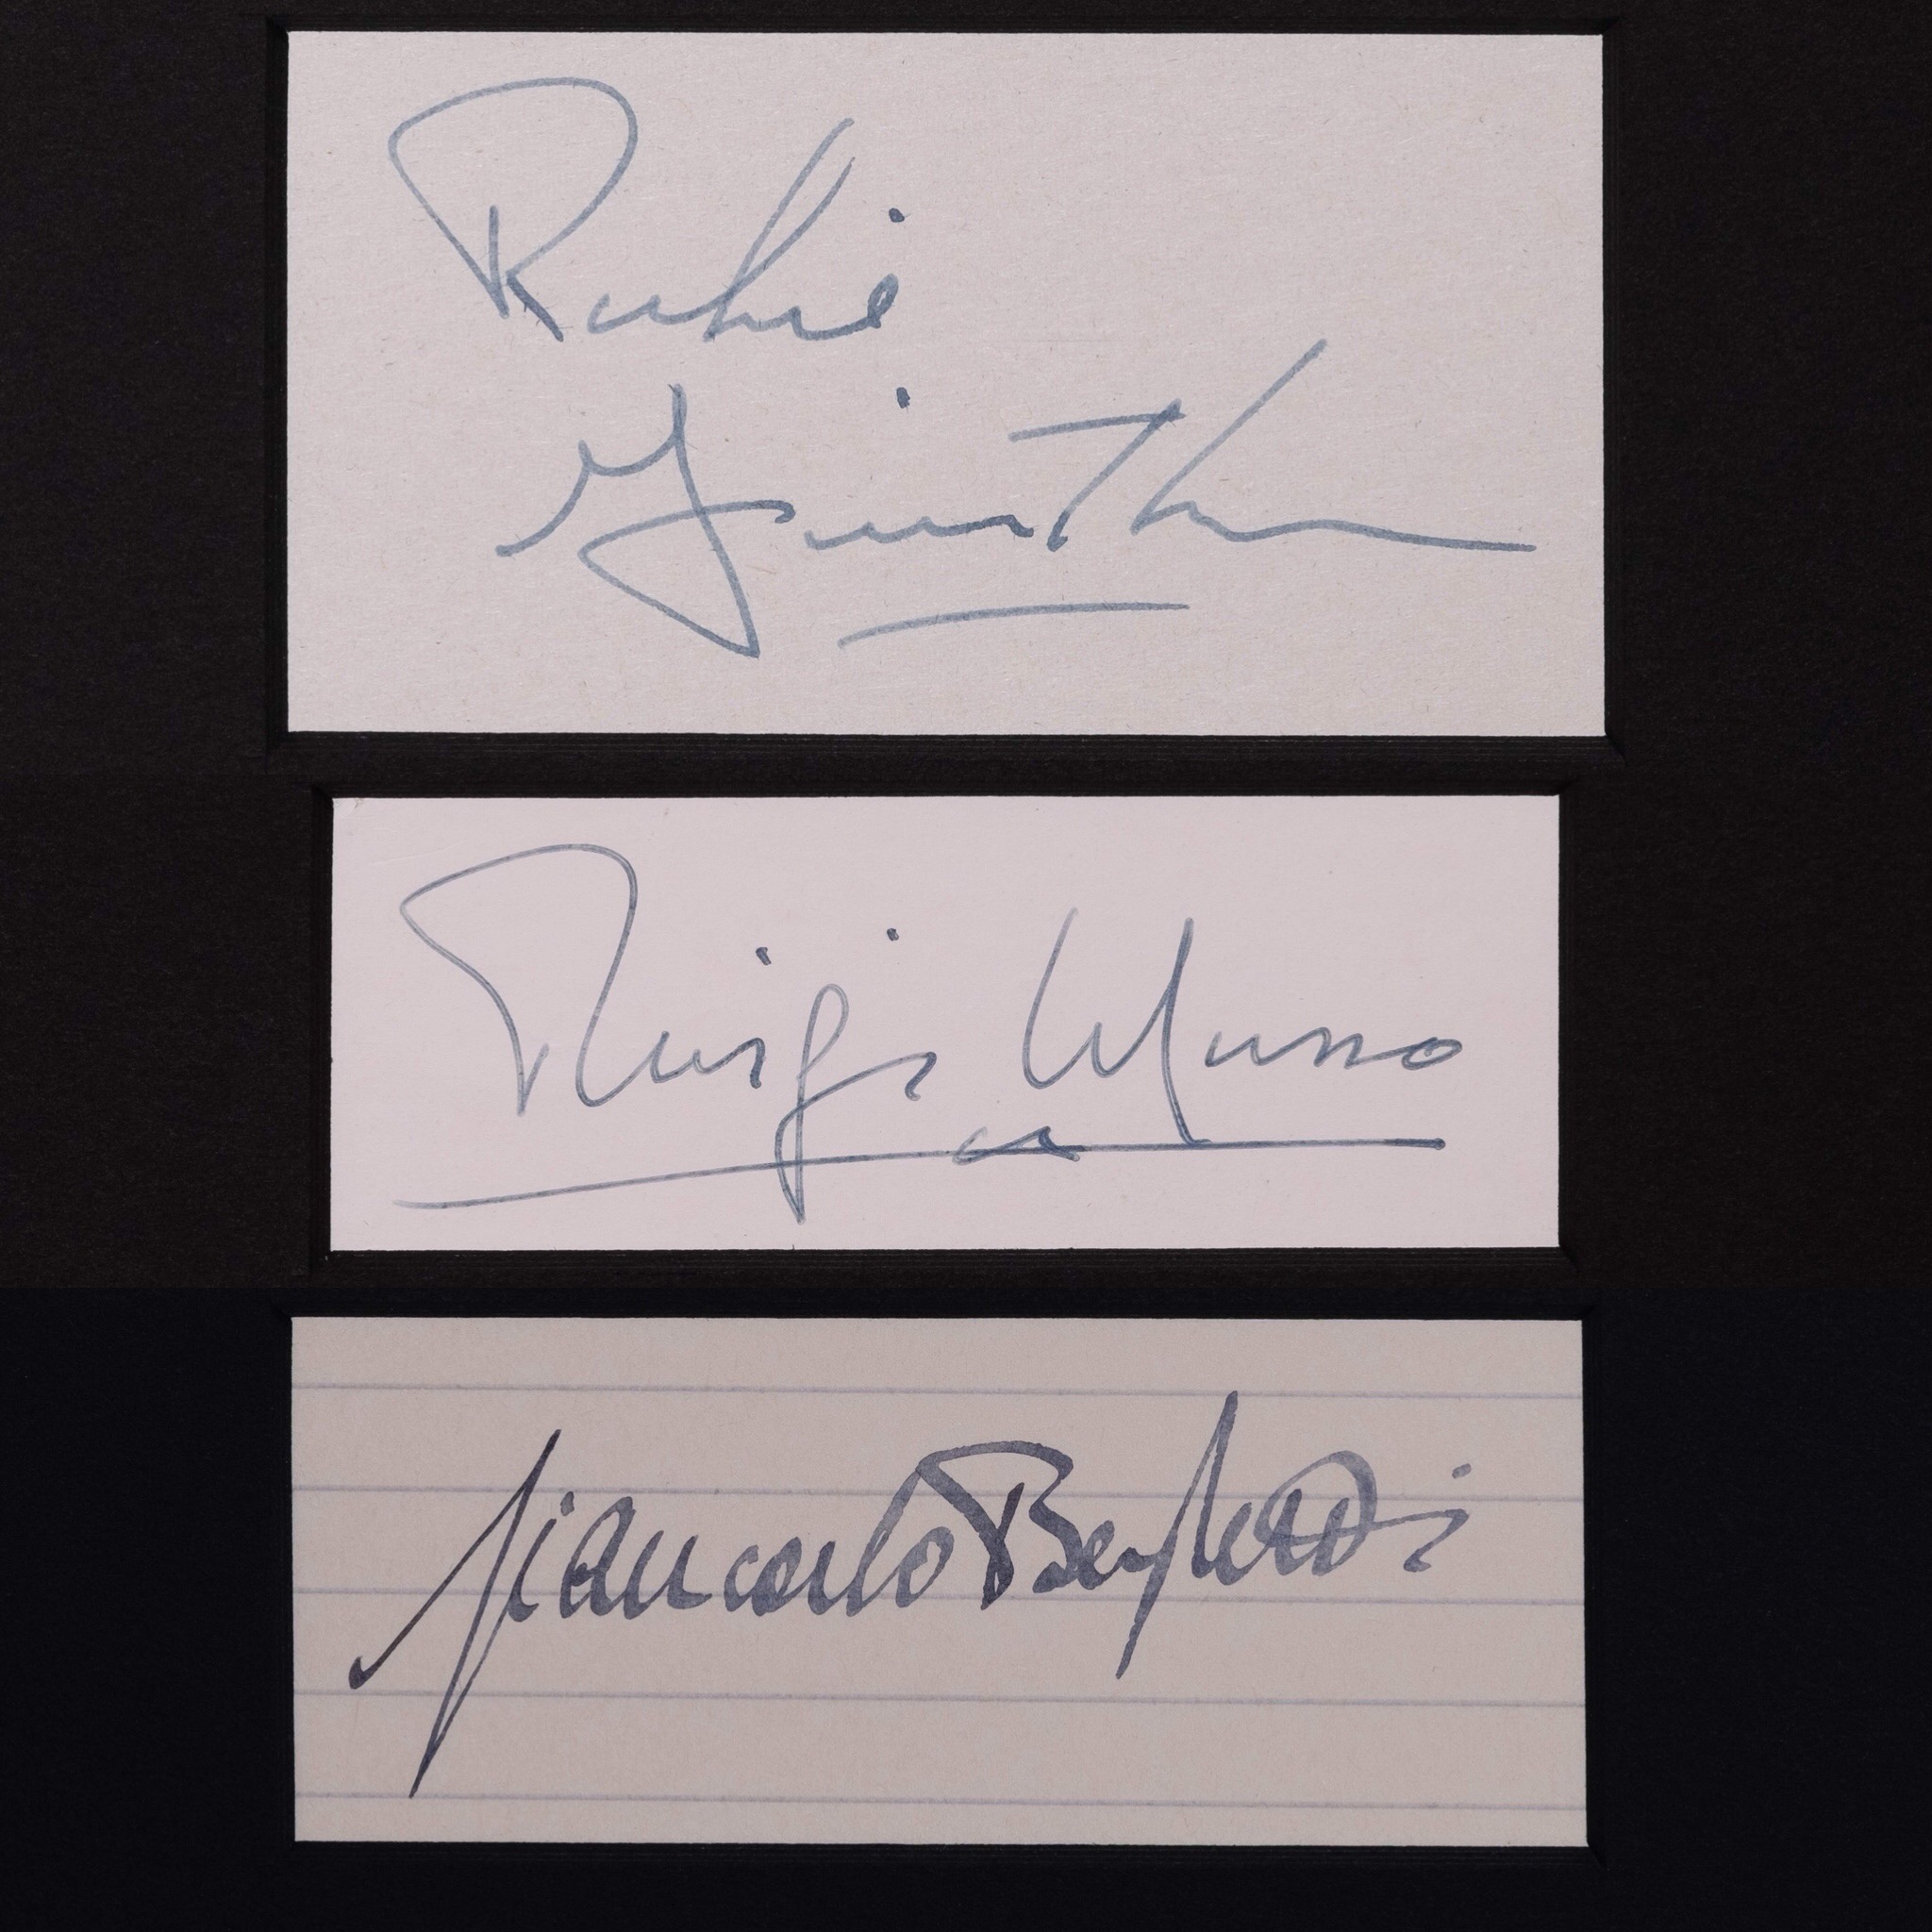 Richie
Ginther
Luigi Musso
Giancarlo Baghetti